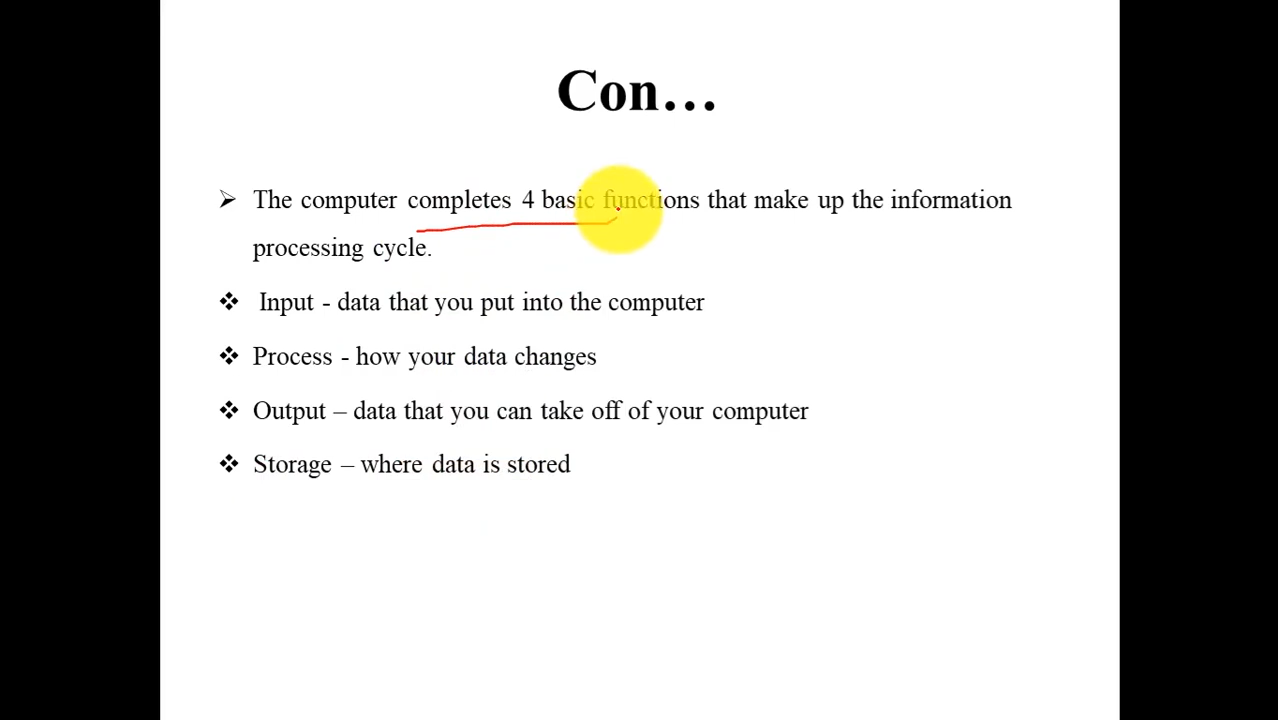 Con…
➢ The computer completes 4 basic functions that make up the information
processing cycle.
❖ Input - data that you put into the computer
❖ Process - how your data changes
❖ Output – data that you can take off of your computer
❖ Storage – where data is stored